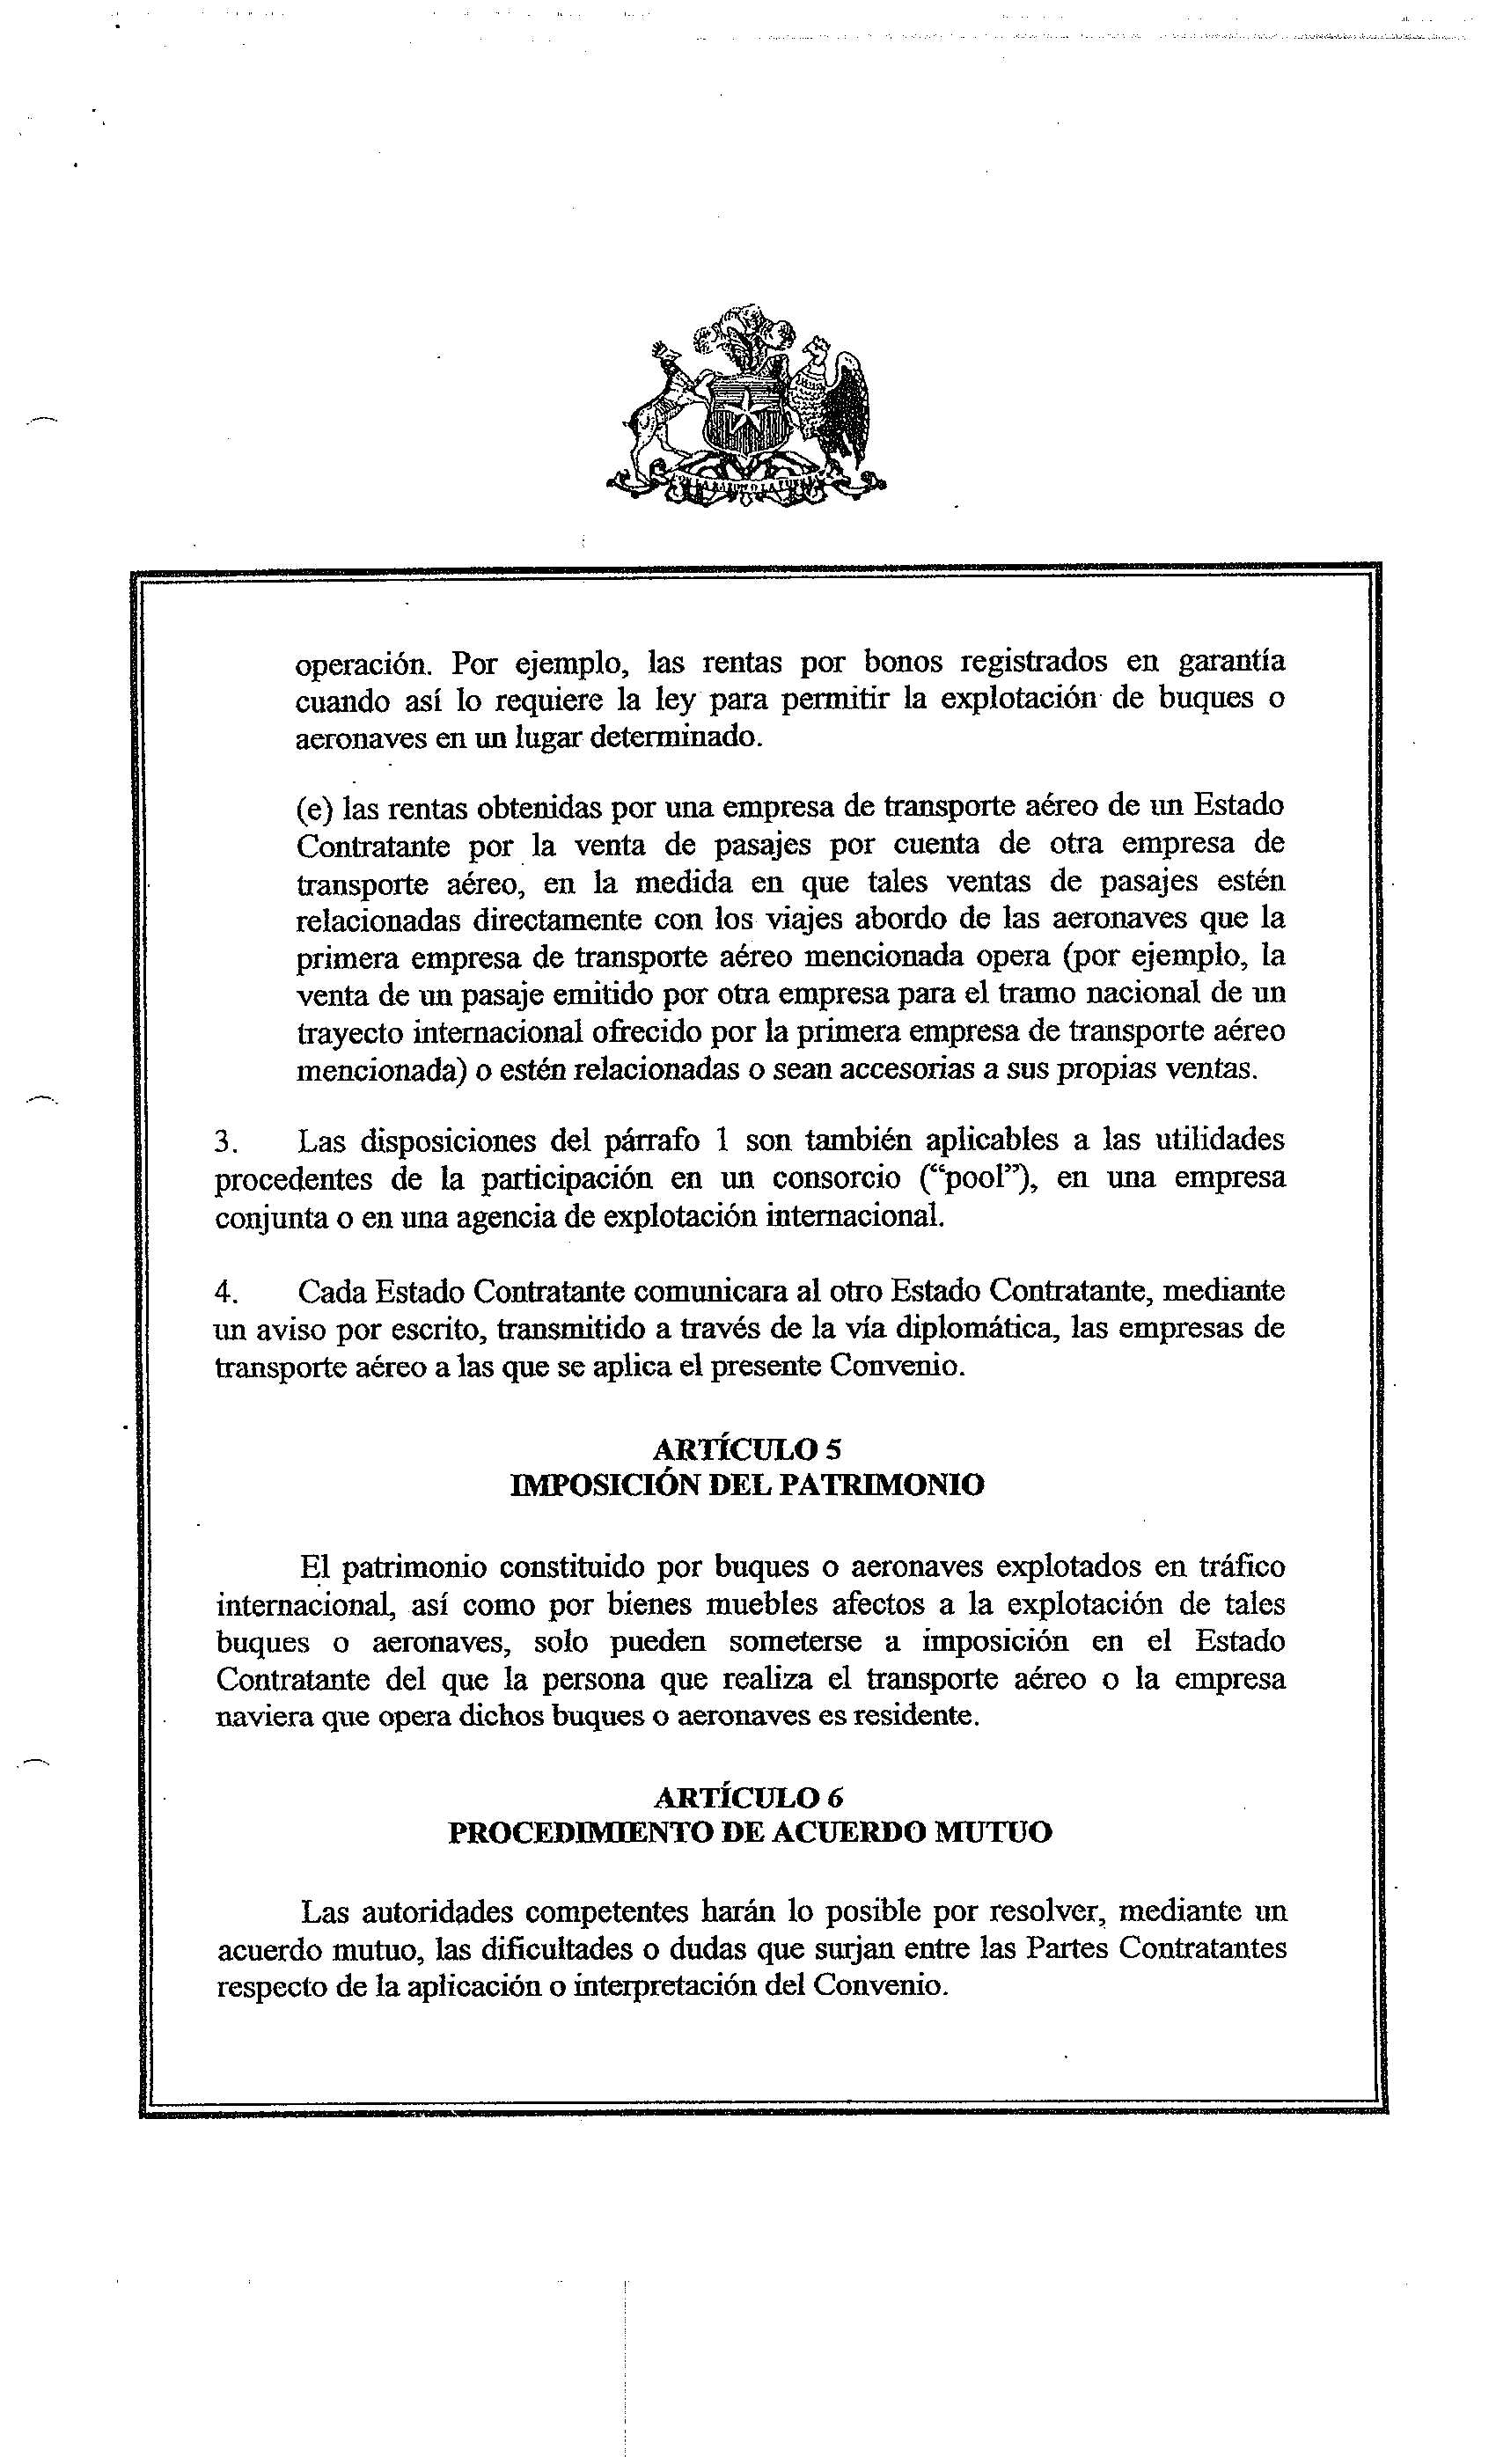 operación. Por ejemplo, las rentas por bonos registrados en garantía
cuando así lo requiere la ley para permitir la explotación de buques o
aeronaves en un lugar determinado.
(e) las rentas obtenidas por una empresa de transporte aéreo de un Estado
Contratante por la venta de pasajes por cuenta de otra empresa de
transporte aéreo, en la medida en que tales ventas de pasajes estén
relacionadas directamente con los viajes abordo de las aeronaves que la
primera empresa de transporte aéreo mencionada opera (por ejemplo, la
venta de un pasaje emitido por otra empresa para el tramo nacional de un
trayecto internacional ofrecido por la primera empresa de transporte aéreo
mencionada) o estén relacionadas o sean accesorias a sus propias ventas.
3. Las disposiciones del párrafo 1 son también aplicables a las utilidades
procedentes de la participación en un consorcio (“pool”), en una empresa
conjunta o en una agencia de explotación internacional.
4. Cada Estado Contratante comunicara al otro Estado Contratante, mediante
un aviso por escrito, transmitido a través de la vía diplomática, las empresas de
transporte aéreo a las que se aplica el presente Convenio.
ARTÍCULO 5
IMPOSICIÓN DEL PATRIMONIO
El patrimonio constituido por buques o aeronaves explotados en tráfico
internacional, así como por bienes muebles afectos a la explotación de tales
buques o aeronaves, solo pueden someterse a imposición en el Estado
Contratante del que la persona que realiza el transporte aéreo o la empresa
naviera que opera dichos buques o aeronaves es residente.
ARTÍCULO 6
PROCEDIMIENTO DE ACUERDO MUTUO
Las autoridades competentes harán lo posible por resolver, mediante un
acuerdo mutuo, las dificultades o dudas que surjan entre las Partes Contratantes
respecto de la aplicación o interpretación del Convenio.